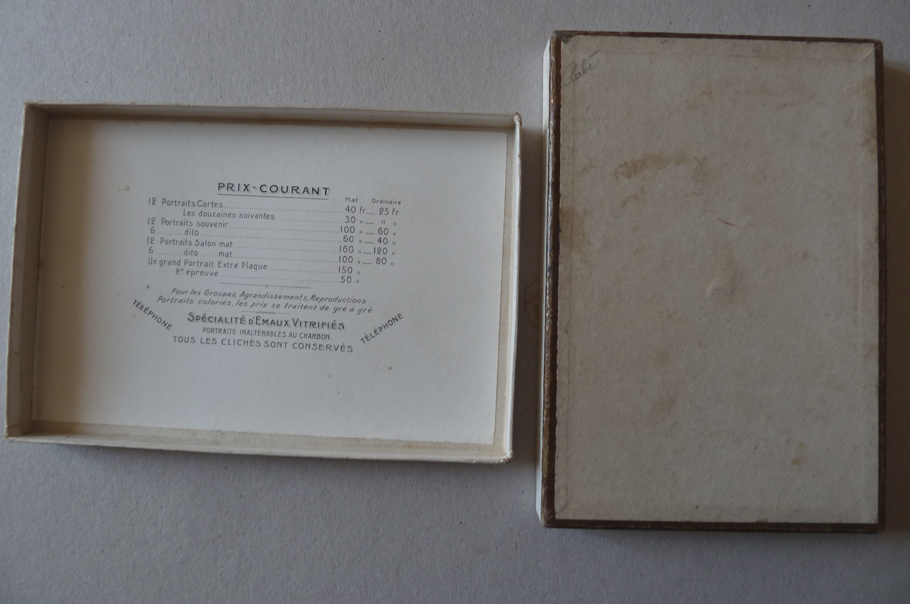 PRIX-COURANT
Mat Ordinaire
12 Portraits Cartes 40 fr 25 fr
Les douzaines suivantes 30 „ „ „
12 Portraits souvenir 100 „ 60 „
6 dito 60 „ 40 „
12 Portraits Salon mat 160 „ 120 „
6 dito mat 100 „ 80 „
Un grand Portrait Extra Plaque 150 „
2e épreuve 50 „
Pour les Groupes, Agrandissements, Reproductions
Portraits coloriés, les prix se traitent de gré à gré
TÉLÉPHONE
SPÉCIALITÉ D'EMAUX VITRIFIÉS
TÉLÉPHONE
PORTRAITS INALTÉRABLES AU CHARBON
TOUS LES CLICHÉS SONT CONSERVÉS